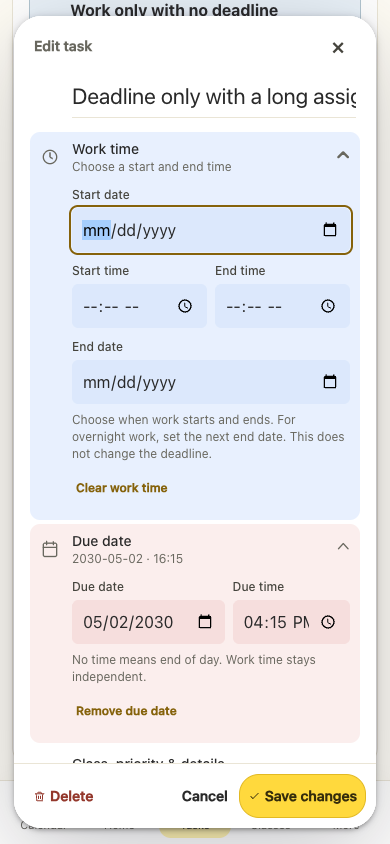 Work only with no deadline
Edit task
Deadline only with a long assig
Work time
Choose a start and end time
Start date
mm/dd/yyyy
Start time End time
--:-- -- --:-- --
End date
mm/dd/yyyy
Choose when work starts and ends. For
overnight work, set the next end date. This does
not change the deadline.
Clear work time
Due date
2030-05-02 · 16:15
Due date Due time
05/02/2030 04:15 PM
No time means end of day. Work time stays
independent.
Remove due date
Class, priority & details
Delete Cancel Save changes